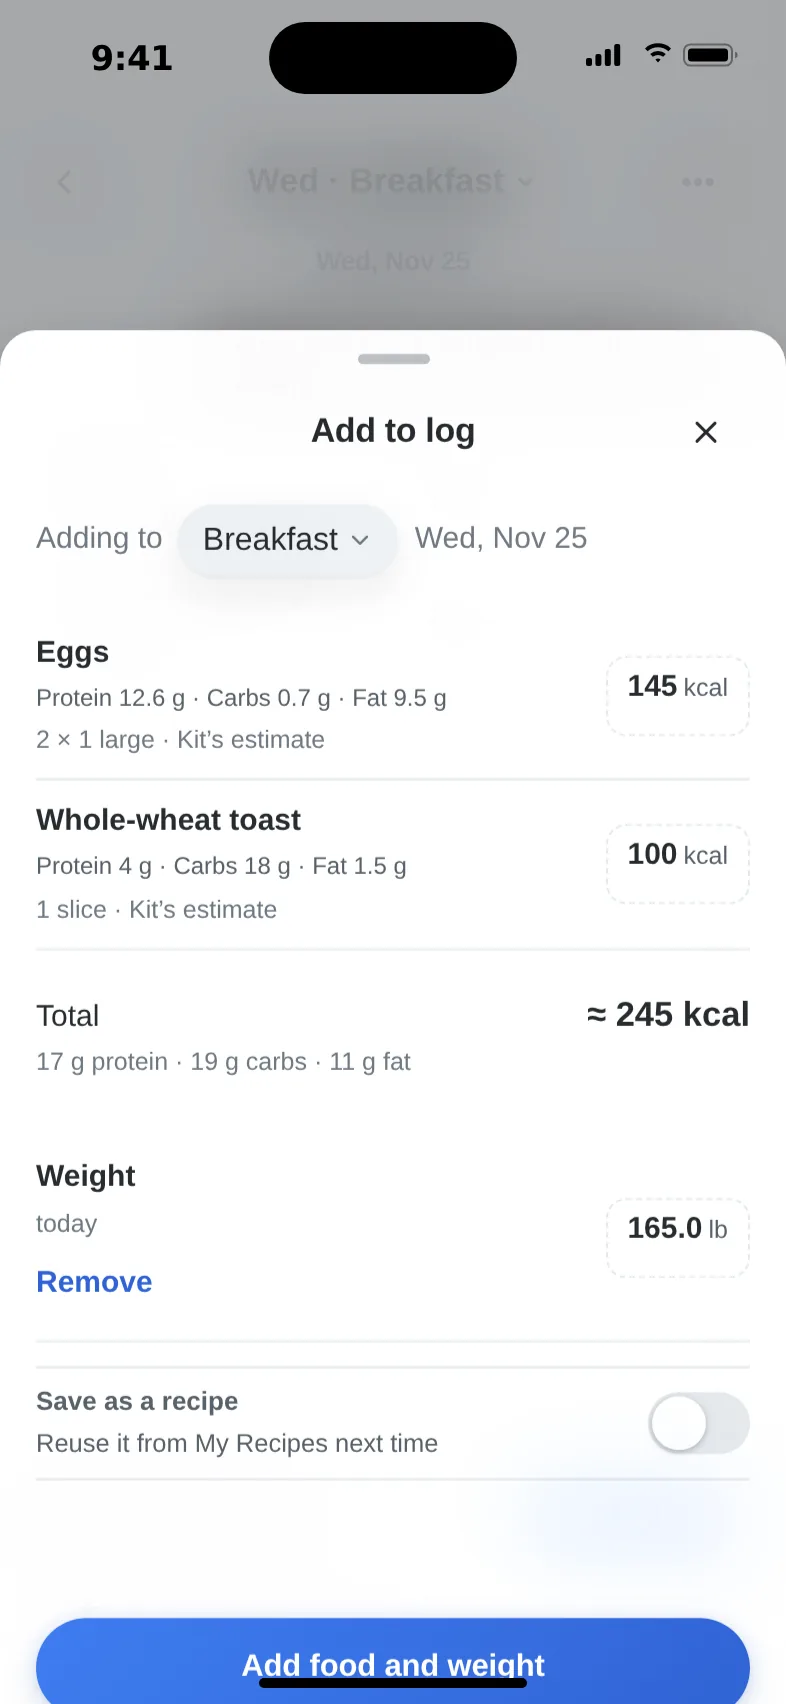 9:41
Wed · Breakfast
Wed, Nov 25
Add to log
Adding to Breakfast Wed, Nov 25
Eggs
Protein 12.6 g · Carbs 0.7 g · Fat 9.5 g
145 kcal
2 × 1 large · Kit’s estimate
Whole-wheat toast
Protein 4 g · Carbs 18 g · Fat 1.5 g
100 kcal
1 slice · Kit’s estimate
Total ≈ 245 kcal
17 g protein · 19 g carbs · 11 g fat
Weight
today
165.0 lb
Remove
Save as a recipe
Reuse it from My Recipes next time
Add food and weight